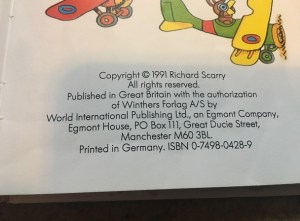 Copyright © 1991 Richard Scarry
All rights reserved.
Published in Great Britain with the authorization
of Winthers Forlag A/S by
World International Publishing Ltd., an Egmont Company,
Egmont House, PO Box 111, Great Ducie Street,
Manchester M60 3BL.
Printed in Germany. ISBN 0-7498-0428-9